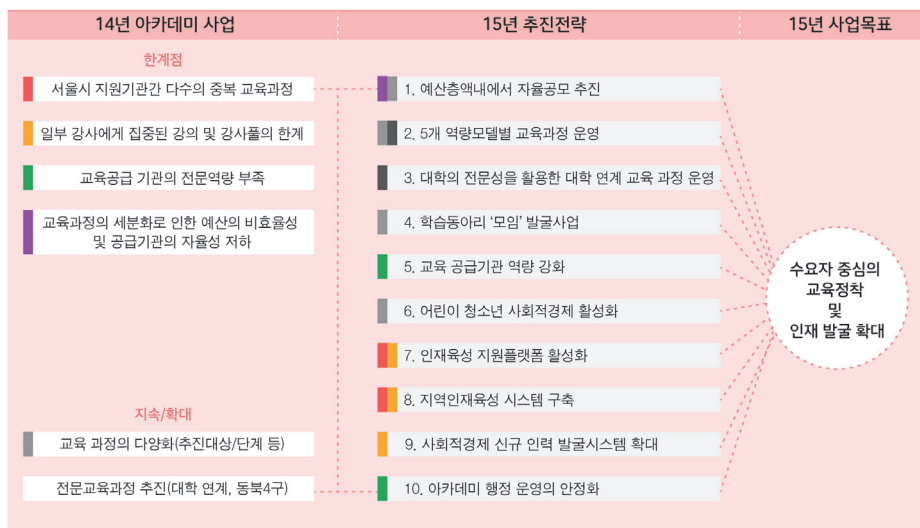 14년 아카데미 사업
15년 추진전략
15년 사업목표
한계점
서울시 지원기관간 다수의 중복 교육과정
일부 강사에게 집중된 강의 및 강사풀의 한계
교육공급 기관의 전문역량 부족
교육과정의 세분화로 인한 예산의 비효율성
및 공급기관의 자율성 저하
지속/확대
교육 과정의 다양화(추진대상/단계 등)
전문교육과정 추진(대학 연계, 동북4구)
1. 예산총액내에서 자율공모 추진
2. 5개 역량모델별 교육과정 운영
3. 대학의 전문성을 활용한 대학 연계 교육 과정 운영
4. 학습동아리 ‘모임’ 발굴사업
5. 교육 공급기관 역량 강화
6. 어린이 청소년 사회적경제 활성화
7. 인재육성 지원플랫폼 활성화
8. 지역인재육성 시스템 구축
9. 사회적경제 신규 인력 발굴시스템 확대
10. 아카데미 행정 운영의 안정화
수요자 중심의
교육정착
및
인재 발굴 확대